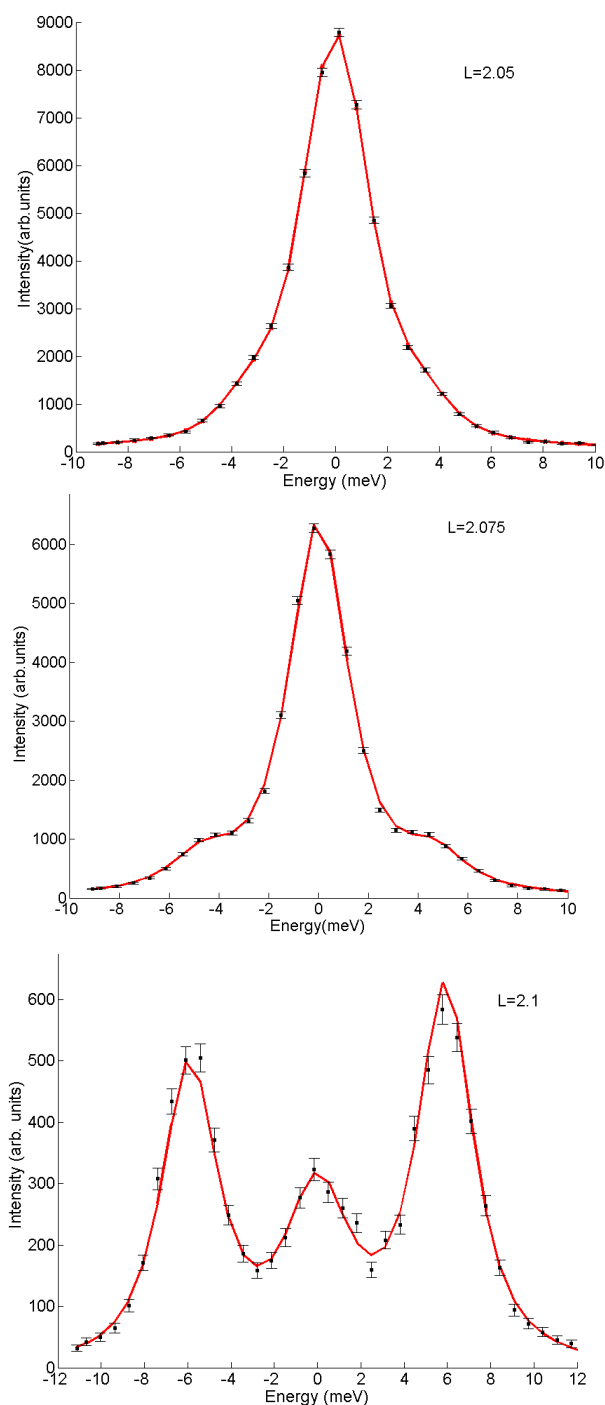 9000
8000
7000
6000
5000
4000
3000
2000
1000
0
Intensity(arb.units)
L=2.05
-10 -8 -6 -4 -2 0 2 4 6 8 10
Energy (meV)
6000
5000
4000
3000
2000
1000
0
Intensity (arb.units)
L=2.075
-10 -8 -6 -4 -2 0 2 4 6 8 10
Energy(meV)
600
500
400
300
200
100
0
Intensity (arb. units)
L=2.1
-12 -10 -8 -6 -4 -2 0 2 4 6 8 10 12
Energy (meV)